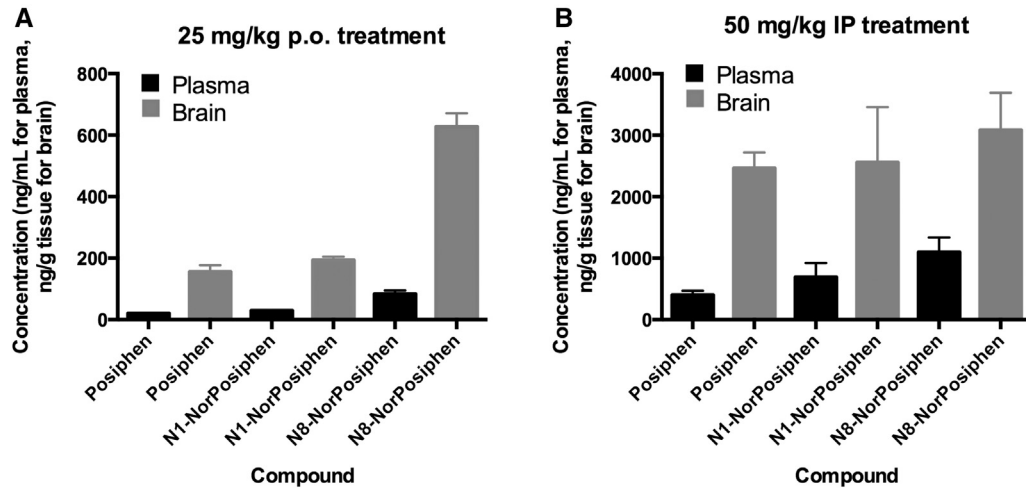 A
25 mg/kg p.o. treatment
Concentration (ng/mL for plasma,
ng/g tissue for brain)
800
600
400
200
0
Plasma
Brain
Posiphen
Posiphen
N1-NorPosiphen
N1-NorPosiphen
N8-NorPosiphen
N8-NorPosiphen
Compound
B
50 mg/kg IP treatment
Concentration (ng/mL for plasma,
ng/g tissue for brain)
4000
3000
2000
1000
0
Plasma
Brain
Posiphen
Posiphen
N1-NorPosiphen
N1-NorPosiphen
N8-NorPosiphen
N8-NorPosiphen
Compound